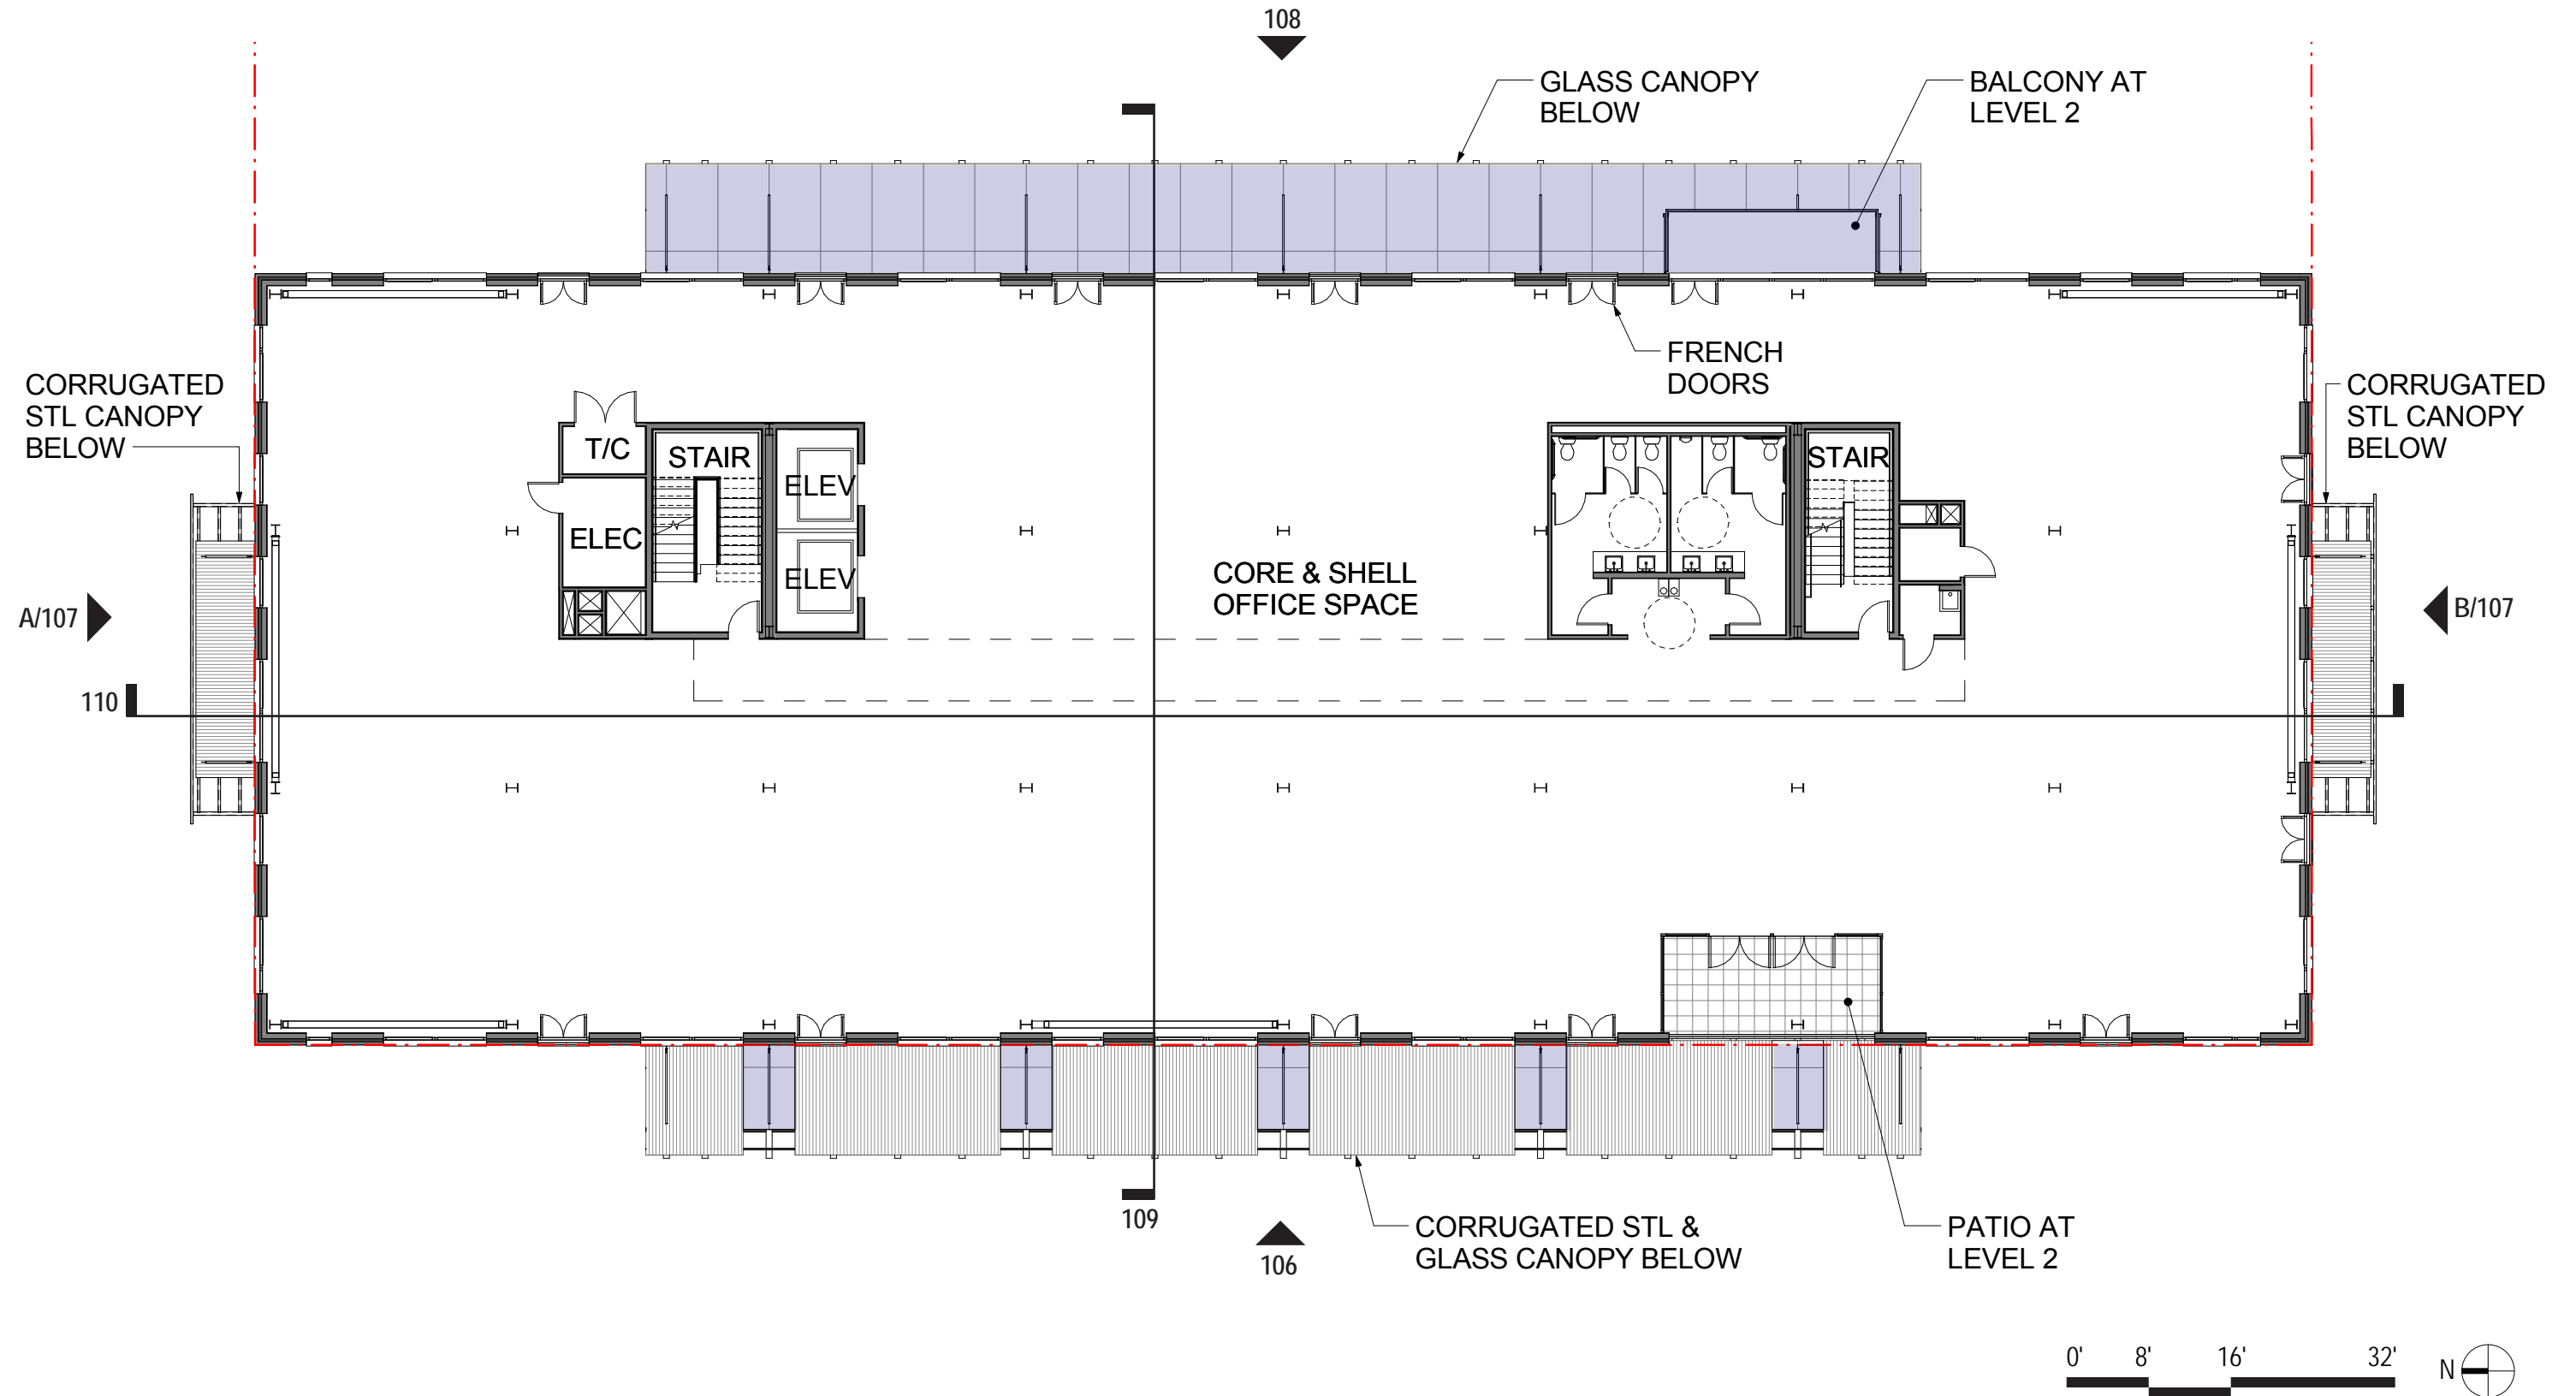 108
GLASS CANOPY
BELOW
BALCONY AT
LEVEL 2
FRENCH
DOORS
CORRUGATED
STL CANOPY
BELOW
CORRUGATED
STL CANOPY
BELOW
T/C
STAIR
ELEV
ELEC
ELEV
STAIR
CORE & SHELL
OFFICE SPACE
A/107
B/107
110
109
106
CORRUGATED STL &
GLASS CANOPY BELOW
PATIO AT
LEVEL 2
0' 8' 16' 32'
N